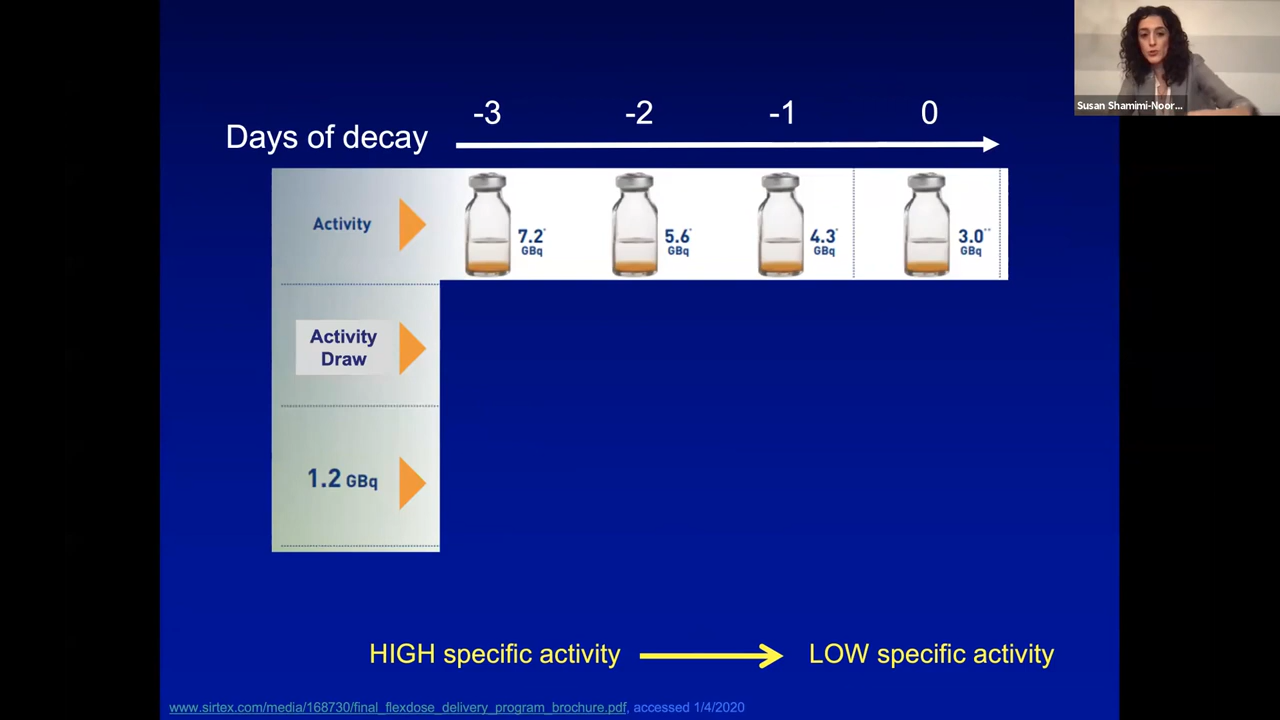 Susan Shamimi-Noor...
Days of decay
-3 -2 -1 0
Activity
7.2* GBq
5.6* GBq
4.3* GBq
3.0** GBq
Activity
Draw
1.2 GBq
HIGH specific activity
LOW specific activity
www.sirtex.com/media/168730/final_flexdose_delivery_program_brochure.pdf, accessed 1/4/2020